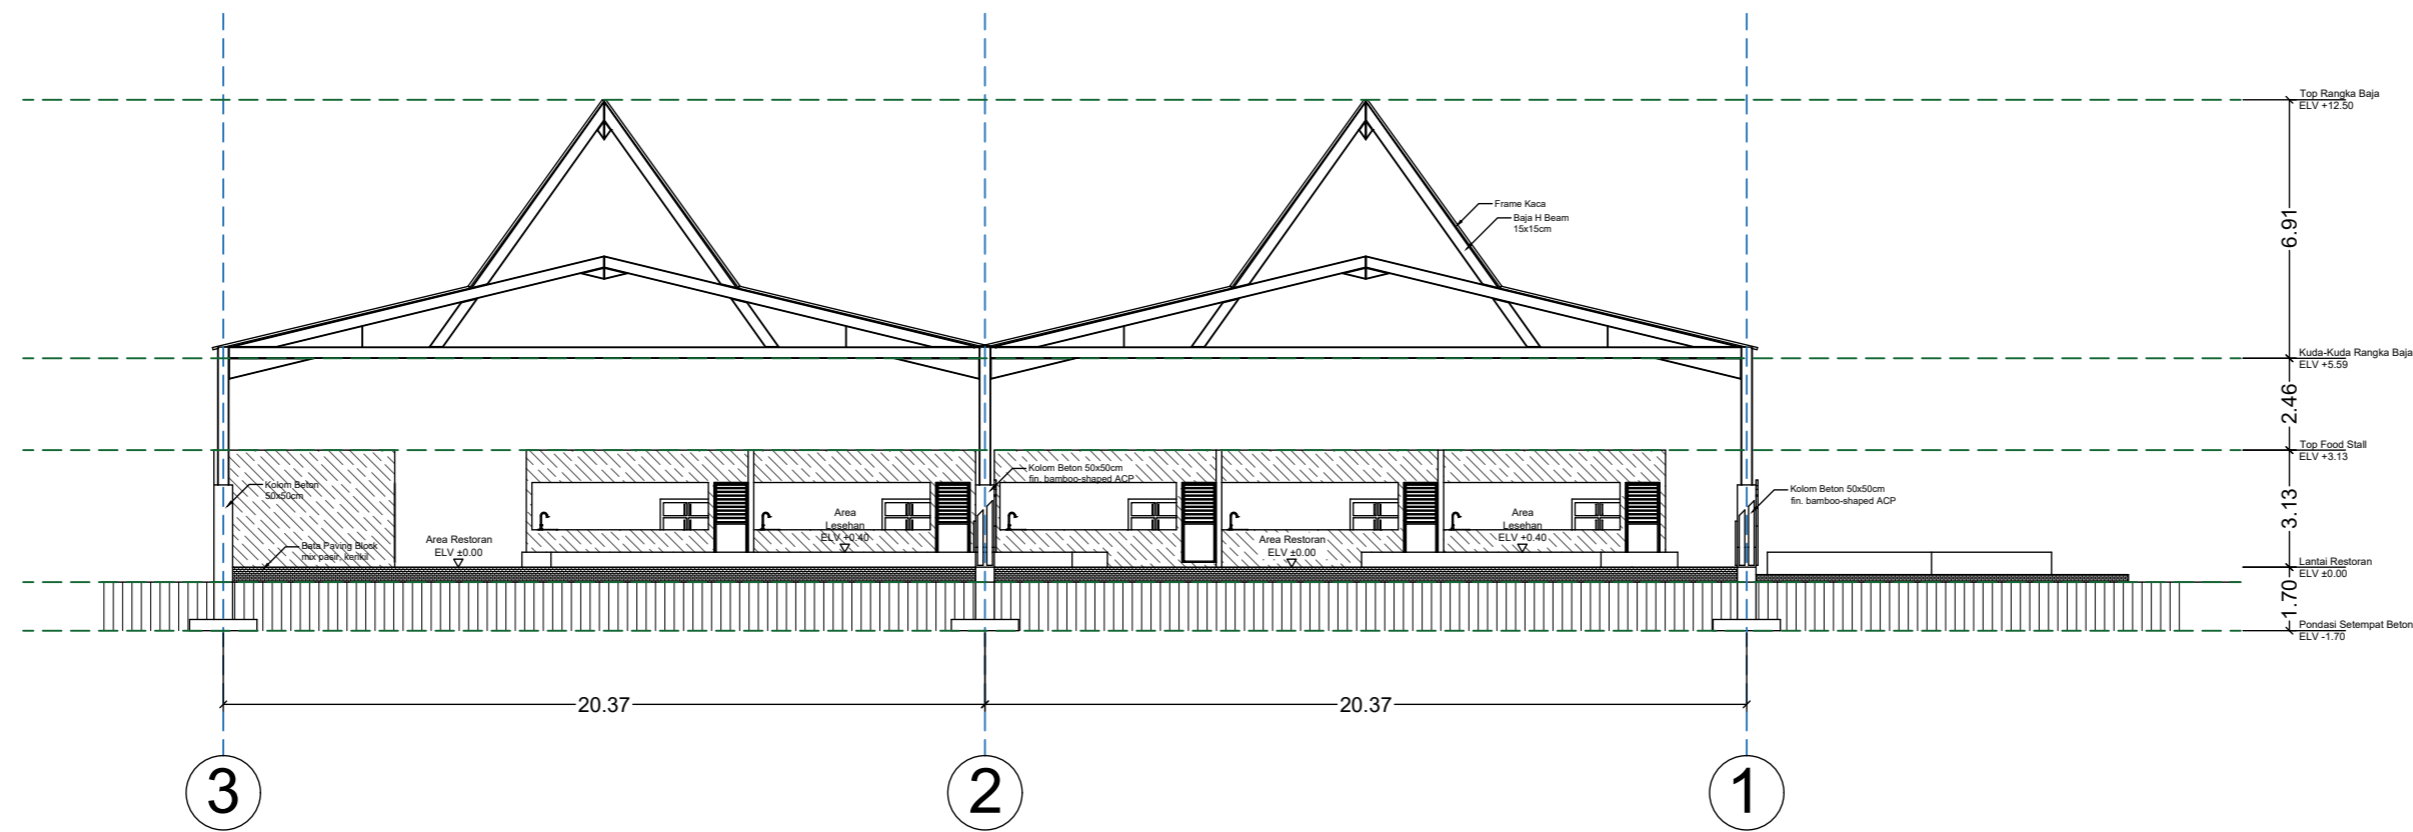 Top Rangka Baja
ELV +12.50
6.91
Frame Kaca
Baja H Beam
15x15cm
Kuda-Kuda Rangka Baja
ELV +5.59
2.46
Top Food Stall
ELV +3.13
3.13
Kolom Beton
50x50cm
Kolom Beton 50x50cm
fin. bamboo-shaped ACP
Kolom Beton 50x50cm
fin. bamboo-shaped ACP
Area
Lesehan
ELV +0.40
Area
Lesehan
ELV +0.40
Area Restoran
ELV ±0.00
Area Restoran
ELV ±0.00
Bata Paving Block
mix pasir, kerikil
Lantai Restoran
ELV ±0.00
1.70
Pondasi Setempat Beton
ELV -1.70
20.37
20.37
3
2
1